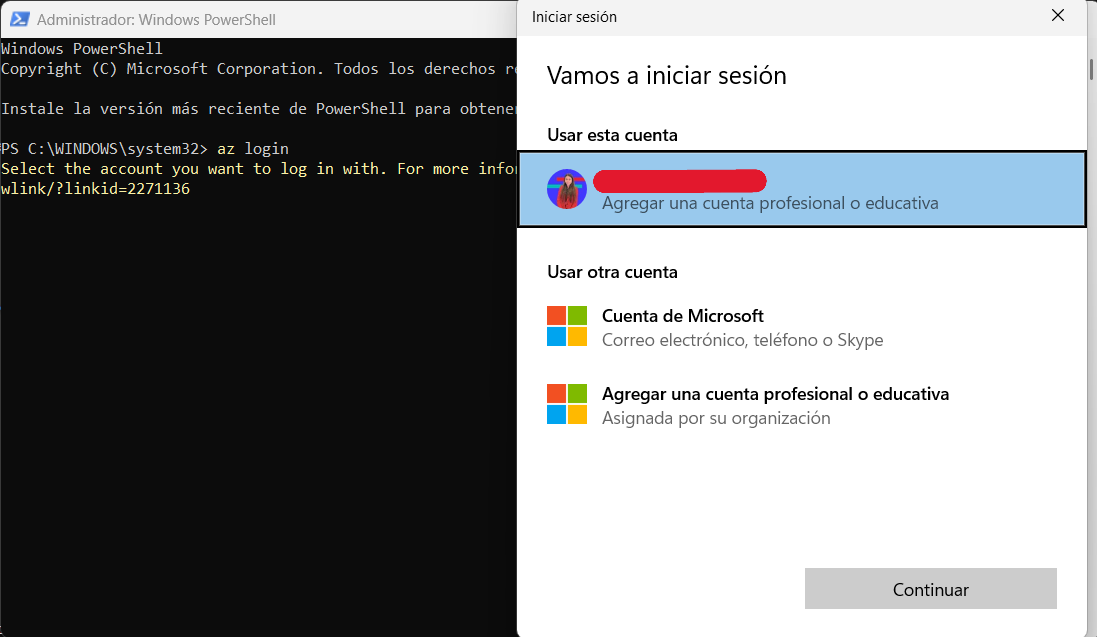 Administrador: Windows PowerShell
Windows PowerShell
Copyright (C) Microsoft Corporation. Todos los derechos
Instale la versión más reciente de PowerShell para
PS C:\WINDOWS\system32> az login
Select the account you want to log in with. For more
wlink/?linkid=2271136
Iniciar sesión
Vamos a iniciar sesión
Usar esta cuenta
Agregar una cuenta profesional o educativa
Usar otra cuenta
Cuenta de Microsoft
Correo electrónico, teléfono o Skype
Agregar una cuenta profesional o educativa
Asignada por su organización
Continuar